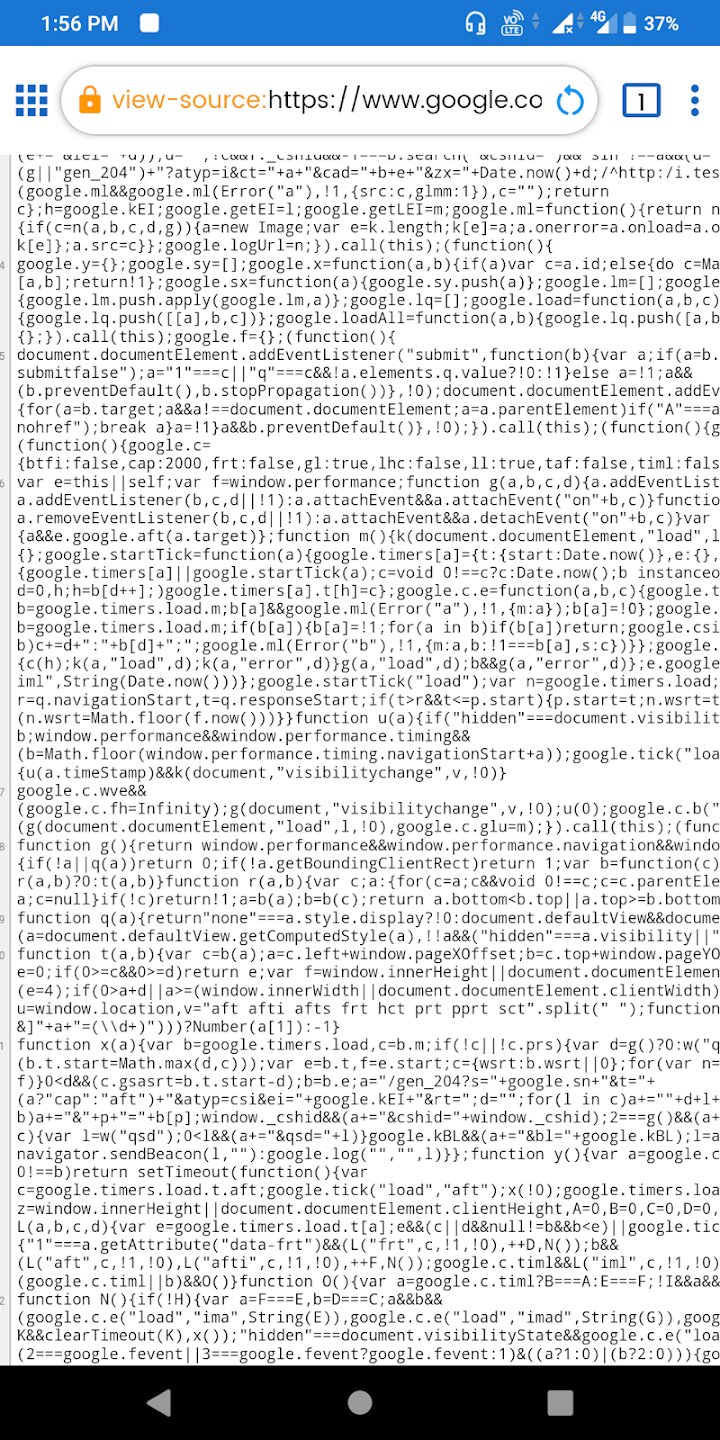 1:56 PM
VO LTE
4G
37%
view-source:https://www.google.co
1
(g||"gen_204")+"?atyp=i&ct="+a+"&cad="+b+e+"&zx="+Date.now()+d;/^http:/i.tes
(google.ml&&google.ml(Error("a"),!1,{src:c,glmm:1}),c="");return
c};h=google.kEI;google.getEI=l;google.getLEI=m;google.ml=function(){return n
{if(c=n(a,b,c,d,g)){a=new Image;var e=k.length;k[e]=a;a.onerror=a.onload=a.o
k[e]};a.src=c}};google.logUrl=n;}).call(this);(function(){
4
google.y={};google.sy=[];google.x=function(a,b){if(a)var c=a.id;else{do c=Ma
[a,b];return!1};google.sx=function(a){google.sy.push(a)};google.lm=[];google
{google.lm.push.apply(google.lm,a)};google.lq=[];google.load=function(a,b,c)
{google.lq.push([[a],b,c])};google.loadAll=function(a,b){google.lq.push([a,b
{};}).call(this);google.f={};(function(){
5
document.documentElement.addEventListener("submit",function(b){var a;if(a=b.
submitfalse");a="1"===c||"q"===c&&!a.elements.q.value?!0:!1}else a=!1;a&&
(b.preventDefault(),b.stopPropagation())},!0);document.documentElement.addEv
{for(a=b.target;a&&a!==document.documentElement;a=a.parentElement)if("A"===a
nohref");break a}a=!1}a&&b.preventDefault()},!0);}).call(this);(function(){g
(function(){google.c=
{btfi:false,cap:2000,frt:false,gl:true,lhc:false,ll:true,taf:false,timl:fals
6
var e=this||self;var f=window.performance;function g(a,b,c,d){a.addEventList
a.addEventListener(b,c,d||!1):a.attachEvent&&a.attachEvent("on"+b,c)}functio
a.removeEventListener(b,c,d||!1):a.attachEvent&&a.detachEvent("on"+b,c)}var
{a&&e.google.aft(a.target)};function m(){k(document.documentElement,"load",l
{};google.startTick=function(a){google.timers[a]={t:{start:Date.now()},e:{},
{google.timers[a]||google.startTick(a);c=void 0!==c?c:Date.now();b instanceo
d=0,h;h=b[d++];)google.timers[a].t[h]=c};google.c.e=function(a,b,c){google.t
b=google.timers.load.m;b[a]&&google.ml(Error("a"),!1,{m:a});b[a]=!0};google.
b=google.timers.load.m;if(b[a]){b[a]=!1;for(a in b)if(b[a])return;google.csi
b)c+=d+":"+b[d]+";";google.ml(Error("b"),!1,{m:a,b:!1===b[a],s:c})}};google.
{c(h);k(a,"load",d);k(a,"error",d)}g(a,"load",d);b&&g(a,"error",d)};e.google
iml",String(Date.now()))};google.startTick("load");var n=google.timers.load;
r=q.navigationStart,t=q.responseStart;if(t>r&&t<=p.start){p.start=t;n.wsrt=t
(n.wsrt=Math.floor(f.now()))}}function u(a){if("hidden"===document.visibilit
b;window.performance&&window.performance.timing&&
(b=Math.floor(window.performance.timing.navigationStart+a));google.tick("loa
{u(a.timeStamp)&&k(document,"visibilitychange",v,!0)}
7
google.c.wve&&
(google.c.fh=Infinity);g(document,"visibilitychange",v,!0);u(0);google.c.b("
(g(document.documentElement,"load",l,!0),google.c.glu=m);}).call(this);(func
8
function g(){return window.performance&&window.performance.navigation&&windo
{if(!a||q(a))return 0;if(!a.getBoundingClientRect)return 1;var b=function(c)
r(a,b)?0:t(a,b)}function r(a,b){var c;a:{for(c=a;c&&void 0!==c;c=c.parentEle
a;c=null}if(!c)return!1;a=b(a);b=b(c);return a.bottom<b.top||a.top>=b.bottom
9
function q(a){return"none"===a.style.display?!0:document.defaultView&&docume
(a=document.defaultView.getComputedStyle(a),!!a&&("hidden"===a.visibility||"
0
function t(a,b){var c=b(a);a=c.left+window.pageXOffset;b=c.top+window.pageYO
e=0;if(0>=c&&0>=d)return e;var f=window.innerHeight||document.documentElemen
(e=4);if(0>a+d||a>=(window.innerWidth||document.documentElement.clientWidth)
u=window.location,v="aft afti afts frt hct prt pprt sct".split(" ");function
&]"+a+"=(\\d+)")))?Number(a[1]):-1}
1
function x(a){var b=google.timers.load,c=b.m;if(!c||!c.prs){var d=g()?0:w("q
(b.t.start=Math.max(d,c)));var e=b.t,f=e.start;c={wsrt:b.wsrt||0};for(var n=
f)}0<d&&(c.gsasrt=b.t.start-d);b=b.e;a="/gen_204?s="+google.sn+"&t="+
(a?"cap":"aft")+"&atyp=csi&ei="+google.kEI+"&rt=";d="";for(l in c)a+=""+d+l+
b)a+="&"+p+"="+b[p];window._cshid&&(a+="&cshid="+window._cshid);2===g()&&(a+
c){var l=w("qsd");0<l&&(a+="&qsd="+l)}google.kBL&&(a+="&bl="+google.kBL);l=a
navigator.sendBeacon(l,""):google.log("","",l)}};function y(){var a=google.c
0!==b)return setTimeout(function(){var
c=google.timers.load.t.aft;google.tick("load","aft");x(!0);google.timers.loa
z=window.innerHeight||document.documentElement.clientHeight,A=0,B=0,C=0,D=0,
L(a,b,c,d){var e=google.timers.load.t[a];e&&(c||d&&null!=b&&b<e)||google.tic
{"1"===a.getAttribute("data-frt")&&(L("frt",c,!1,!0),++D,N());b&&
(L("aft",c,!1,!0),L("afti",c,!1,!0),++F,N());google.c.timl&&L("iml",c,!1,!0)
(google.c.timl||b)&&O()}function O(){var a=google.c.timl?B===A:E===F;!I&&a&&
2
function N(){if(!H){var a=F===E,b=D===C;a&&b&&
(google.c.e("load","ima",String(E)),google.c.e("load","imad",String(G)),goog
K&&clearTimeout(K),x());"hidden"===document.visibilityState&&google.c.e("loa
(2===google.fevent||3===google.fevent?google.fevent:1)&((a?1:0)|(b?2:0))){go